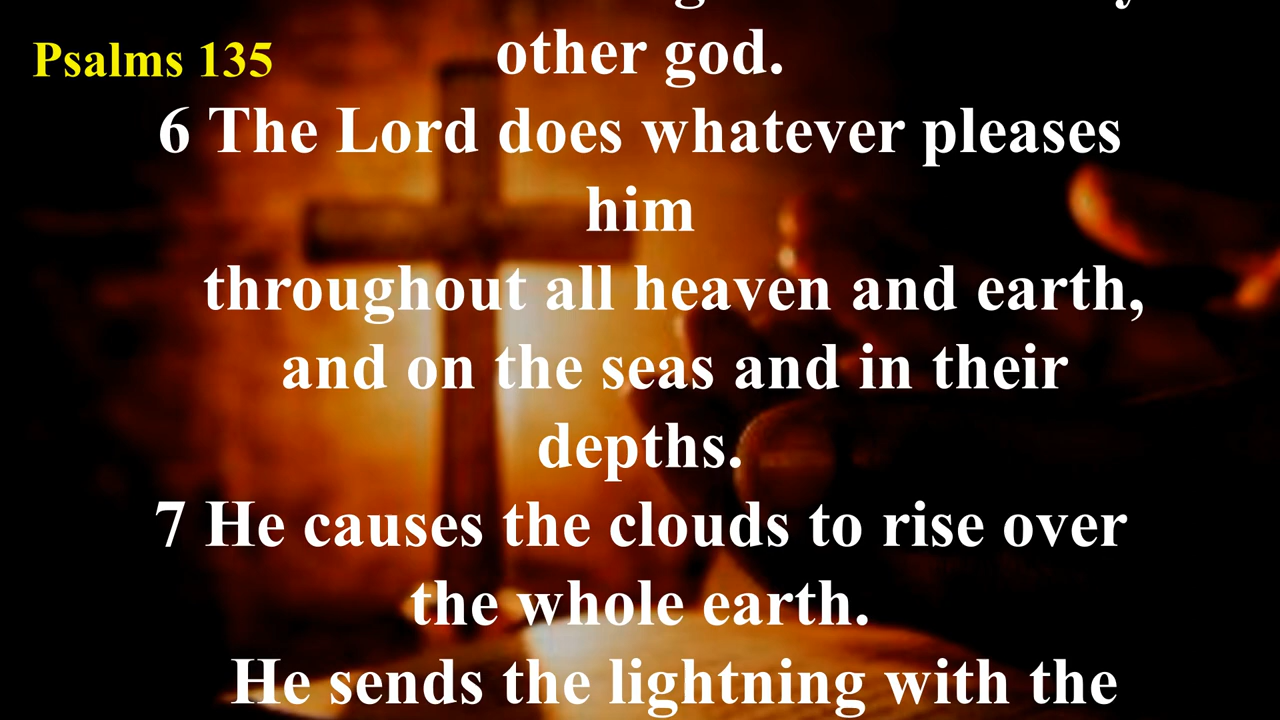 Psalms 135
other god.
6 The Lord does whatever pleases
him
throughout all heaven and earth,
and on the seas and in their
depths.
7 He causes the clouds to rise over
the whole earth.
He sends the lightning with the